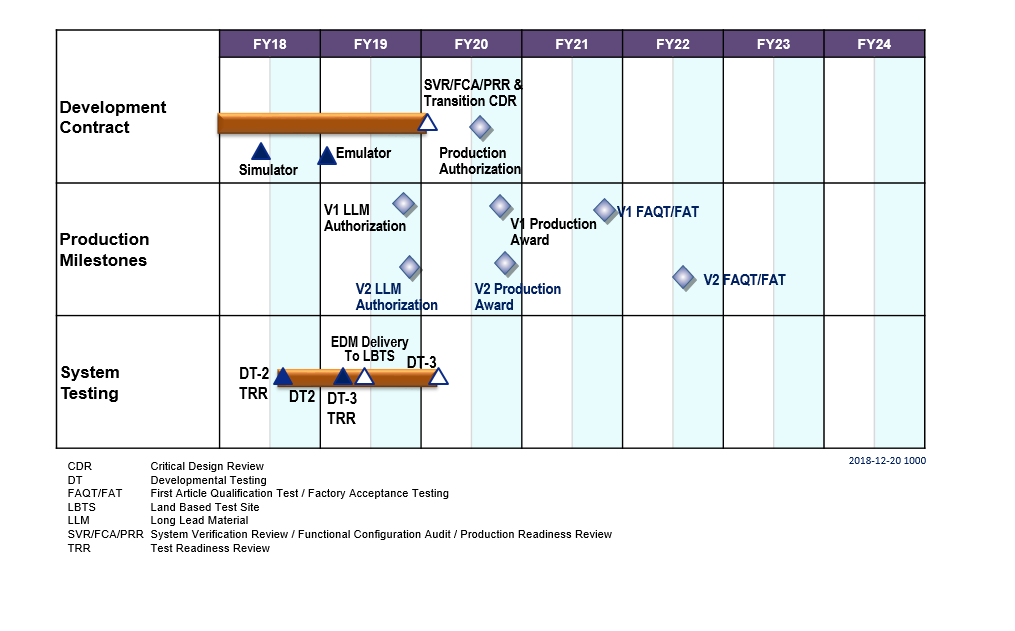 FY18 FY19 FY20 FY21 FY22 FY23 FY24
Development
Contract
SVR/FCA/PRR &
Transition CDR
Simulator
Emulator
Production
Authorization
Production
Milestones
V1 LLM
Authorization
V1 Production
Award
V1 FAQT/FAT
V2 LLM
Authorization
V2 Production
Award
V2 FAQT/FAT
System
Testing
DT-2
TRR
DT2
EDM Delivery
To LBTS
DT-3
TRR
DT-3
2018-12-20 1000
CDR Critical Design Review
DT Developmental Testing
FAQT/FAT First Article Qualification Test / Factory Acceptance Testing
LBTS Land Based Test Site
LLM Long Lead Material
SVR/FCA/PRR System Verification Review / Functional Configuration Audit / Production Readiness Review
TRR Test Readiness Review